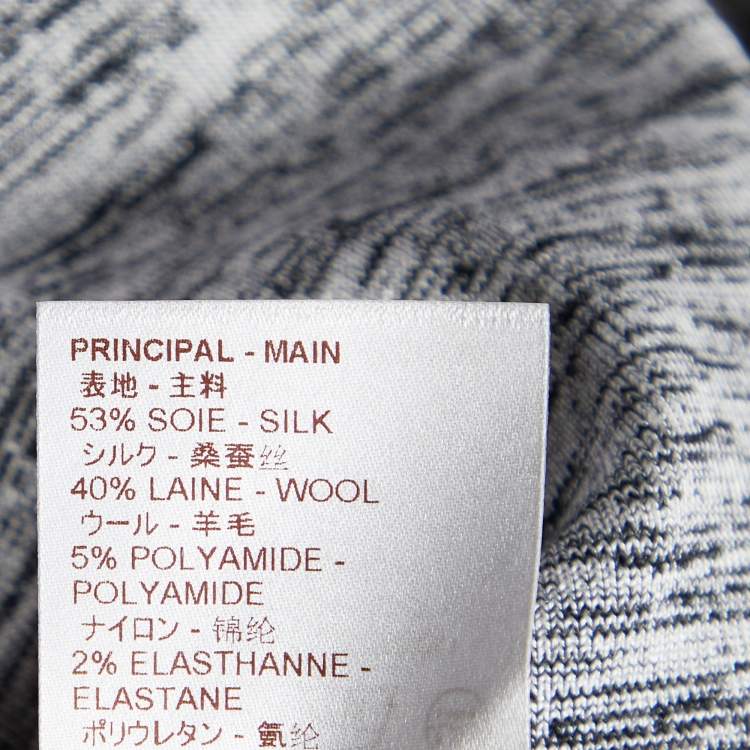 PRINCIPAL - MAIN
表地 - 主料
53% SOIE - SILK
シルク - 桑蚕丝
40% LAINE - WOOL
ウール - 羊毛
5% POLYAMIDE -
POLYAMIDE
ナイロン - 锦纶
2% ELASTHANNE -
ELASTANE
ポリウレタン - 氨纶